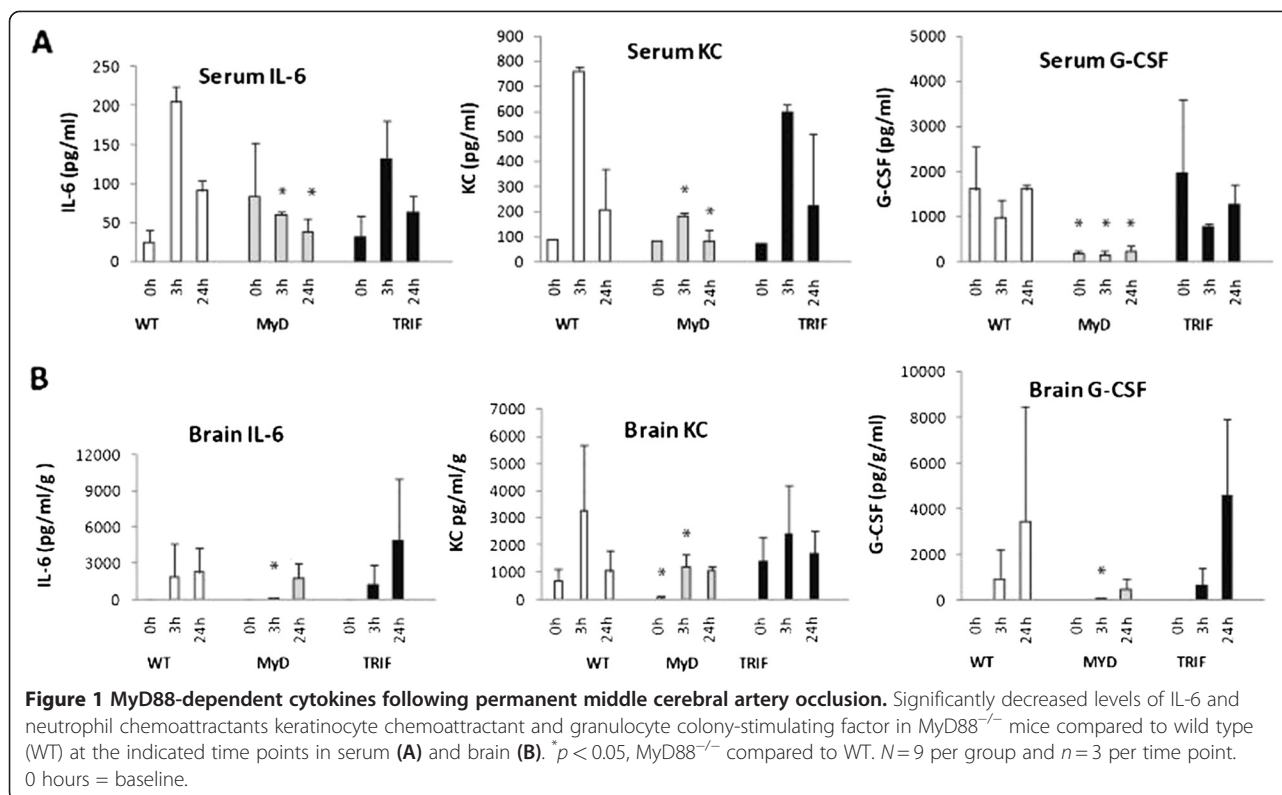 A
Serum IL-6
IL-6 (pg/ml)
250
200
150
100
50
0
0h 3h 24h 0h 3h 24h 0h 3h 24h
WT MyD TRIF
* *
Serum KC
KC (pg/ml)
900
800
700
600
500
400
300
200
100
0
0h 3h 24h 0h 3h 24h 0h 3h 24h
WT MyD TRIF
* *
Serum G-CSF
G-CSF (pg/ml)
5000
4000
3000
2000
1000
0
0h 3h 24h 0h 3h 24h 0h 3h 24h
WT MyD TRIF
* * *
B
Brain IL-6
IL-6 (pg/ml/g )
12000
9000
6000
3000
0
0h 3h 24h 0h 3h 24h 0h 3h 24h
WT MyD TRIF
*
Brain KC
KC pg/ml/g
7000
6000
5000
4000
3000
2000
1000
0
0h 3h 24h 0h 3h 24h 0h 3h 24h
WT MyD TRIF
* *
Brain G-CSF
G-CSF (pg/g/ml)
10000
8000
6000
4000
2000
0
0h 3h 24h 0h 3h 24h 0h 3h 24h
WT MYD TRIF
*
Figure 1 MyD88-dependent cytokines following permanent middle cerebral artery occlusion. Significantly decreased levels of IL-6 and
neutrophil chemoattractants keratinocyte chemoattractant and granulocyte colony-stimulating factor in MyD88−/− mice compared to wild type
(WT) at the indicated time points in serum (A) and brain (B). *p < 0.05, MyD88−/− compared to WT. N = 9 per group and n = 3 per time point.
0 hours = baseline.